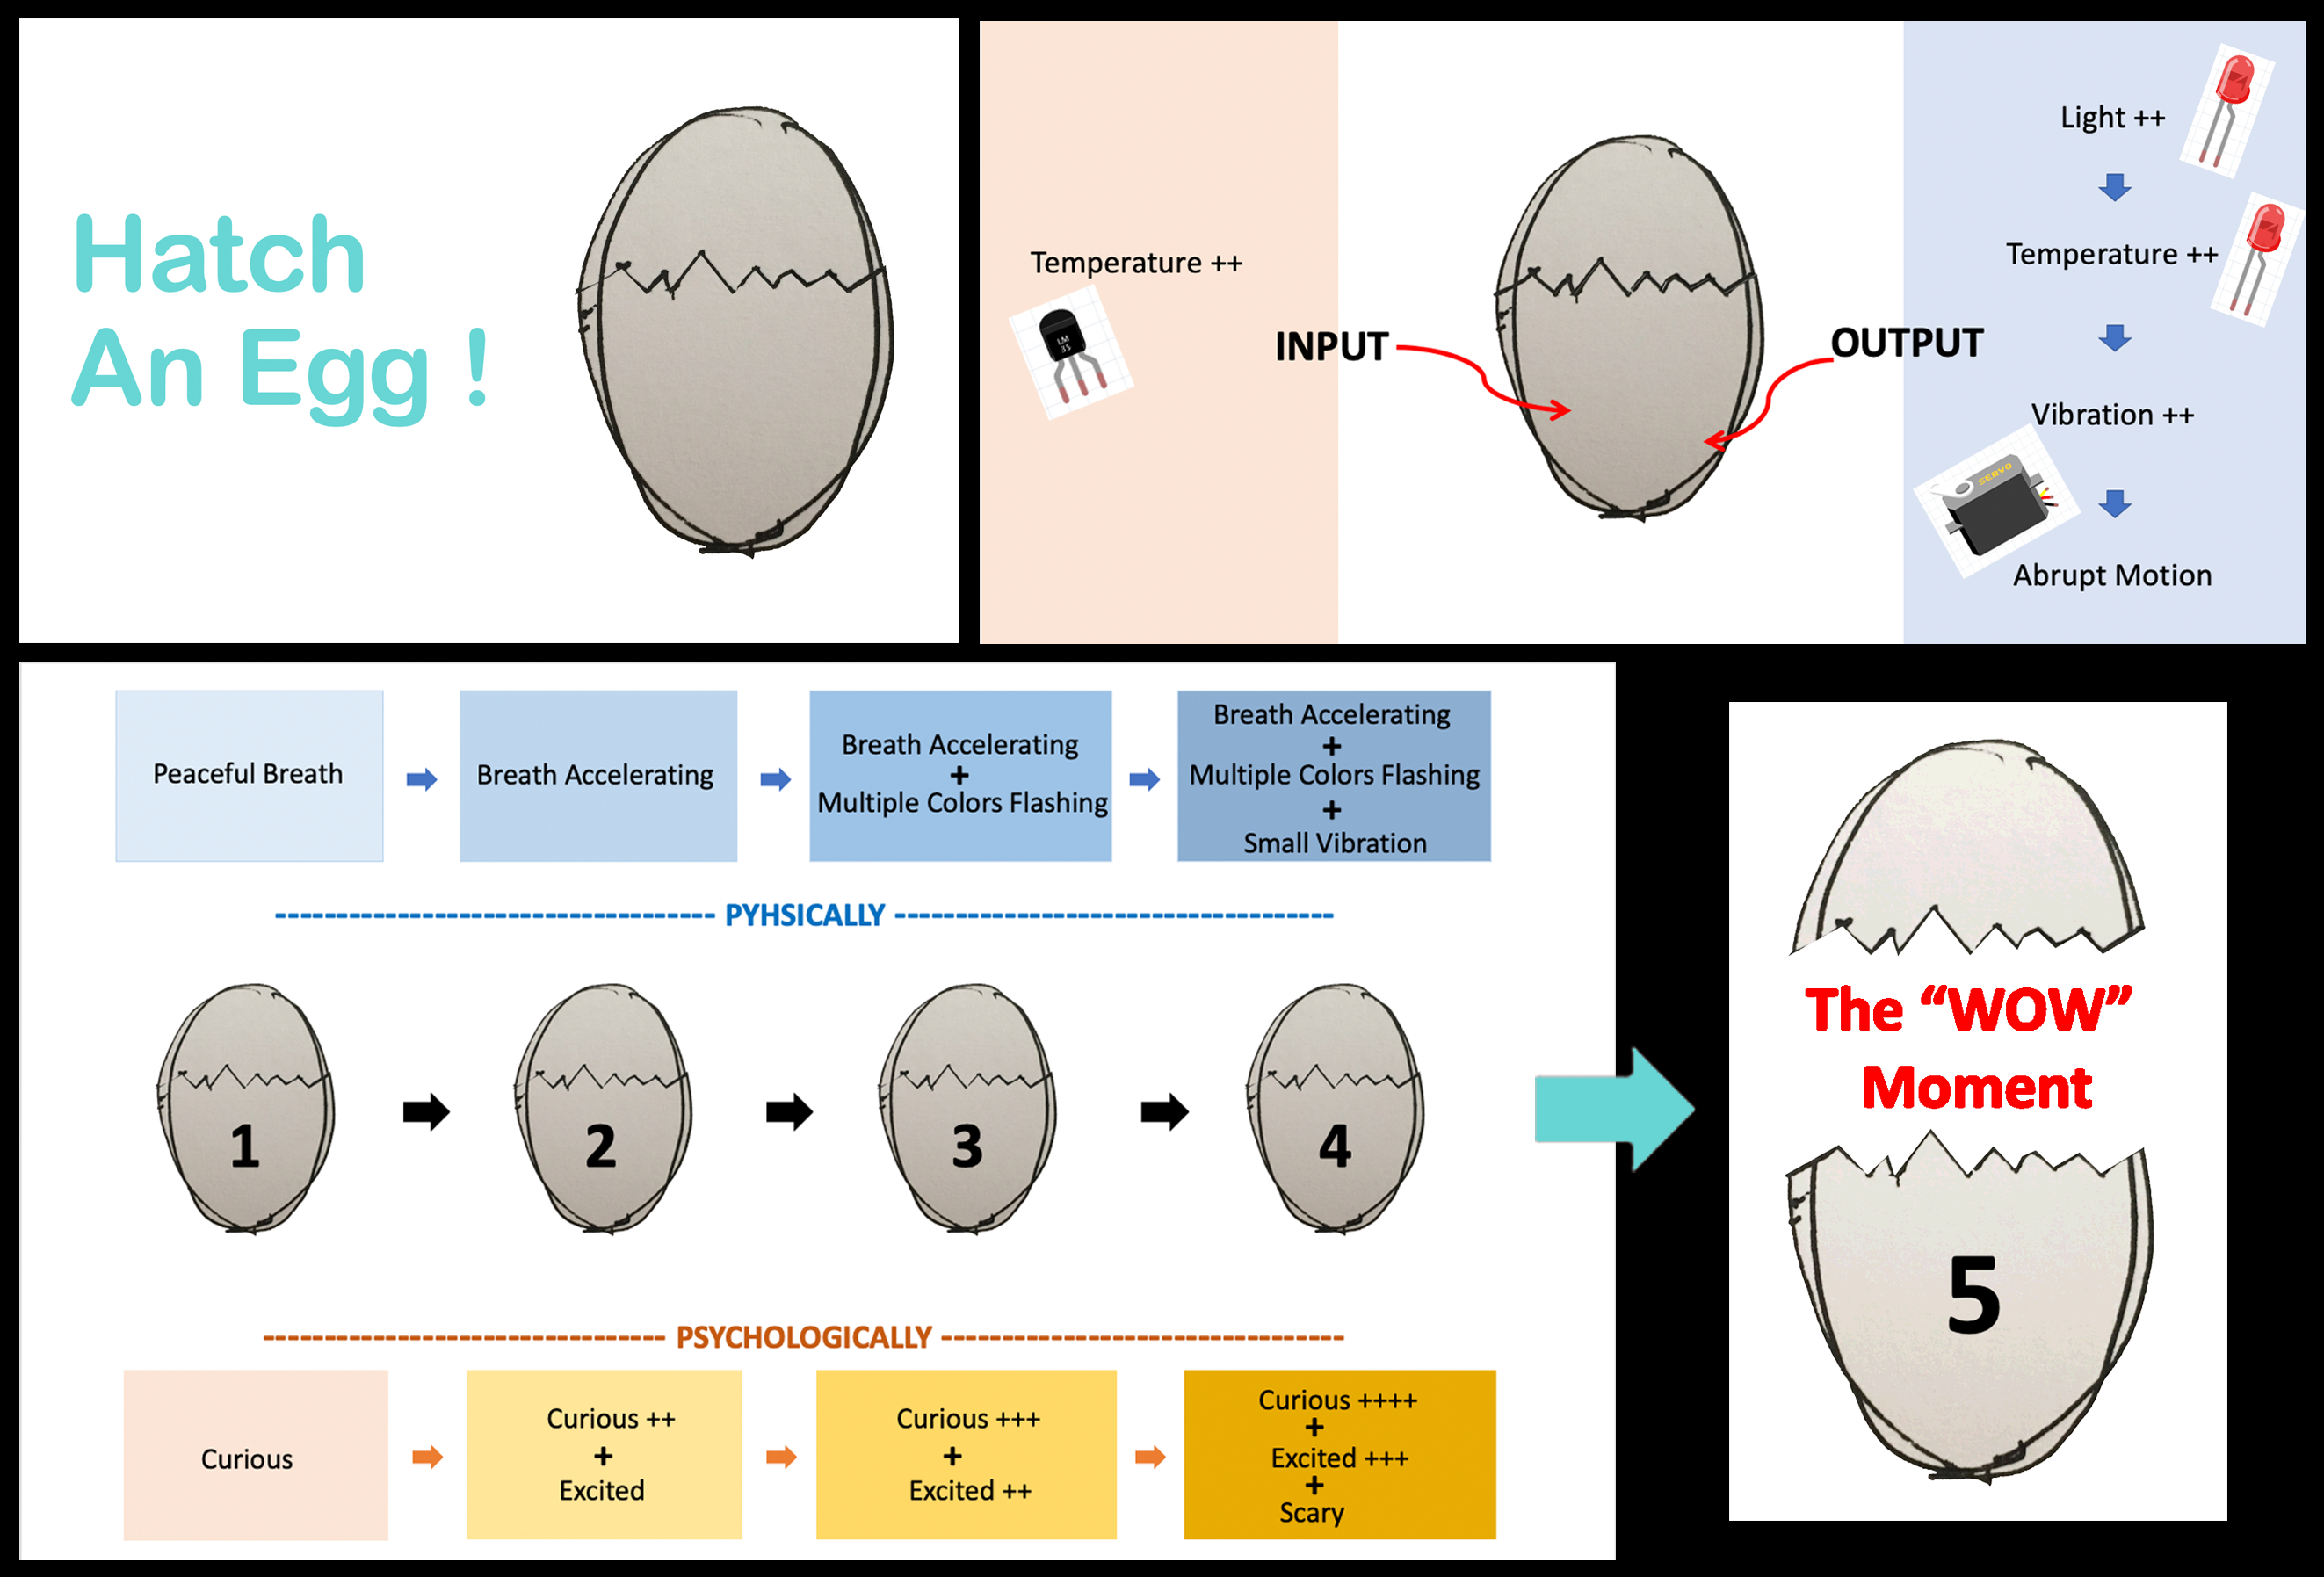 Hatch
An Egg !
Temperature ++
LM
35
INPUT
OUTPUT
Light ++
Temperature ++
Vibration ++
SERVO
Abrupt Motion
Peaceful Breath
Breath Accelerating
Breath Accelerating
+
Multiple Colors Flashing
Breath Accelerating
+
Multiple Colors Flashing
+
Small Vibration
---------------- PYHSICALLY ----------------
1
2
3
4
---------------- PSYCHOLOGICALLY ----------------
Curious
Curious ++
+
Excited
Curious +++
+
Excited ++
Curious ++++
+
Excited +++
+
Scary
The “WOW”
Moment
5